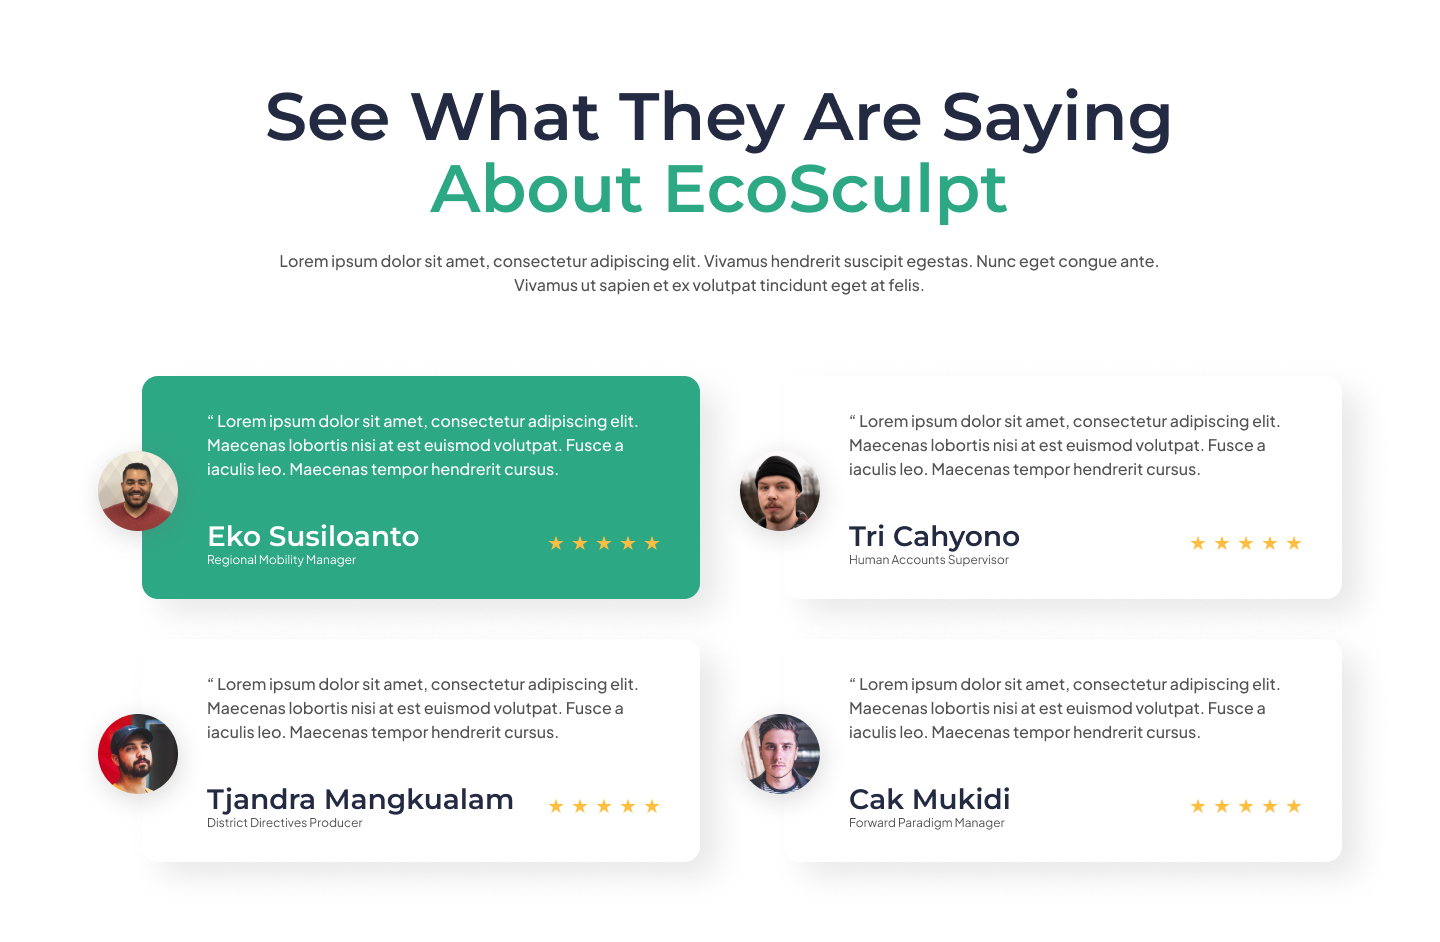 See What They Are Saying
About EcoSculpt
Lorem ipsum dolor sit amet, consectetur adipiscing elit. Vivamus hendrerit suscipit egestas. Nunc eget congue ante.
Vivamus ut sapien et ex volutpat tincidunt eget at felis.
“ Lorem ipsum dolor sit amet, consectetur adipiscing elit.
Maecenas lobortis nisi at est euismod volutpat. Fusce a
iaculis leo. Maecenas tempor hendrerit cursus.
Eko Susiloanto
Regional Mobility Manager
“ Lorem ipsum dolor sit amet, consectetur adipiscing elit.
Maecenas lobortis nisi at est euismod volutpat. Fusce a
iaculis leo. Maecenas tempor hendrerit cursus.
Tri Cahyono
Human Accounts Supervisor
“ Lorem ipsum dolor sit amet, consectetur adipiscing elit.
Maecenas lobortis nisi at est euismod volutpat. Fusce a
iaculis leo. Maecenas tempor hendrerit cursus.
Tjandra Mangkualam
District Directives Producer
“ Lorem ipsum dolor sit amet, consectetur adipiscing elit.
Maecenas lobortis nisi at est euismod volutpat. Fusce a
iaculis leo. Maecenas tempor hendrerit cursus.
Cak Mukidi
Forward Paradigm Manager